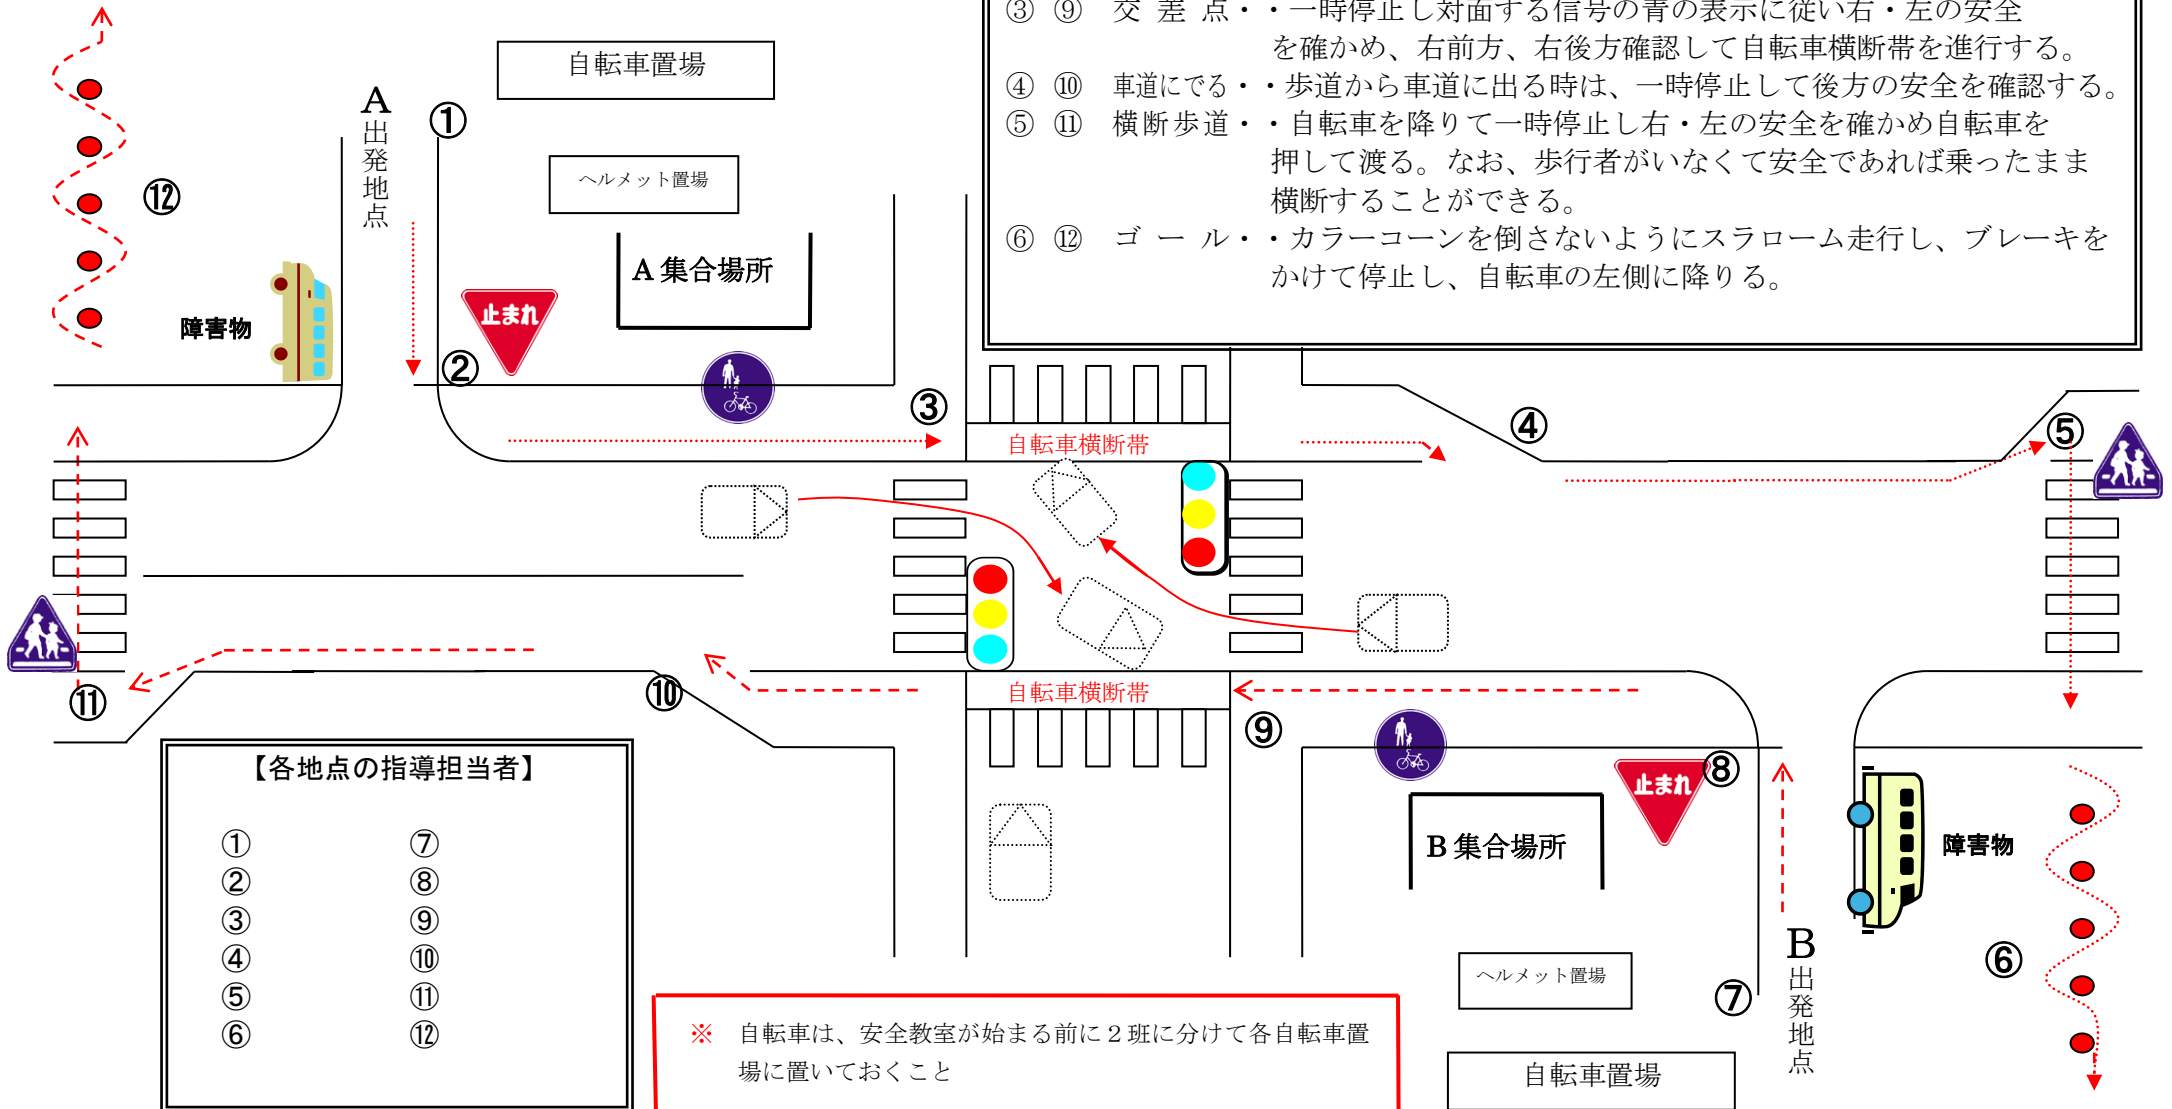 ③ ⑨ 交 差 点・・一時停止し対面する信号の青の表示に従い右・左の安全
を確かめ、右前方、右後方確認して自転車横断帯を進行する。
④ ⑩ 車道にでる・・歩道から車道に出る時は、一時停止して後方の安全を確認する。
⑤ ⑪ 横断歩道・・自転車を降りて一時停止し右・左の安全を確かめ自転車を
押して渡る。なお、歩行者がいなくて安全であれば乗ったまま
横断することができる。
⑥ ⑫ ゴ ー ル・・カラーコーンを倒さないようにスラローム走行し、ブレーキを
かけて停止し、自転車の左側に降りる。
自転車置場
A出発地点
①
ヘルメット置場
⑫
A 集合場所
障害物
止まれ
②
③
④
⑤
自転車横断帯
自転車横断帯
⑪
⑩
⑨
⑧
止まれ
B 集合場所
障害物
ヘルメット置場
⑦
B出発地点
⑥
自転車置場
【各地点の指導担当者】
① ⑦
② ⑧
③ ⑨
④ ⑩
⑤ ⑪
⑥ ⑫
※ 自転車は、安全教室が始まる前に２班に分けて各自転車置
場に置いておくこと